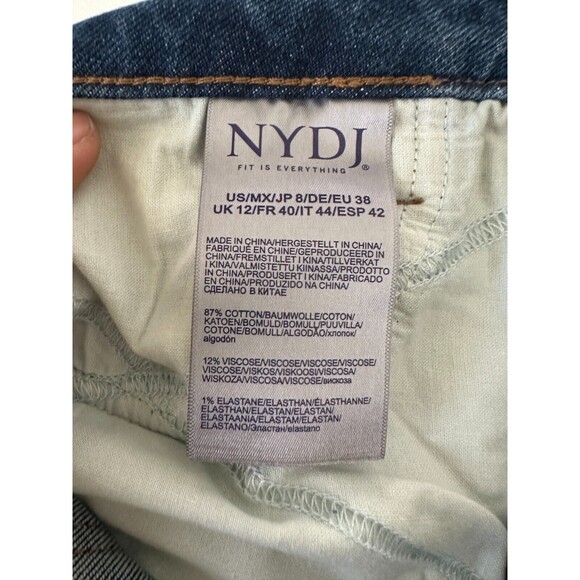 NYDJ®
FIT IS EVERYTHING
US/MX/JP 8/DE/EU 38
UK 12/FR 40/IT 44/ESP 42
MADE IN CHINA/HERGESTELLT IN CHINA/
FABRIQUÉ EN CHINE/GEPRODUCEERD IN
CHINA/FREMSTILLET I KINA/TILLVERKAT
I KINA/VALMISTETTU KIINASSA/PRODOTTO
IN CHINA/PRODUSERT I KINA/FABRICADO
EN CHINA/PRODUZIDO NA CHINA/
СДЕЛАНО В КИТАЕ
87% COTTON/BAUMWOLLE/COTON/
KATOEN/BOMULD/BOMULL/PUUVILLA/
COTONE/BOMULL/ALGODÃO/хлопок/
algodón
12% VISCOSE/VISCOSE/VISCOSE/VISCOSE/
VISCOSE/VISKOS/VISKOOSI/VISCOSA/
WISKOZA/VISCOSA/VISCOSE/вискоза
1% ELASTANE/ELASTHAN/ÉLASTHANNE/
ELASTHAN/ELASTAN/ELASTAN/
ELASTAANIA/ELASTAM/ELASTAN/
ELASTANO/Эластан/elastano